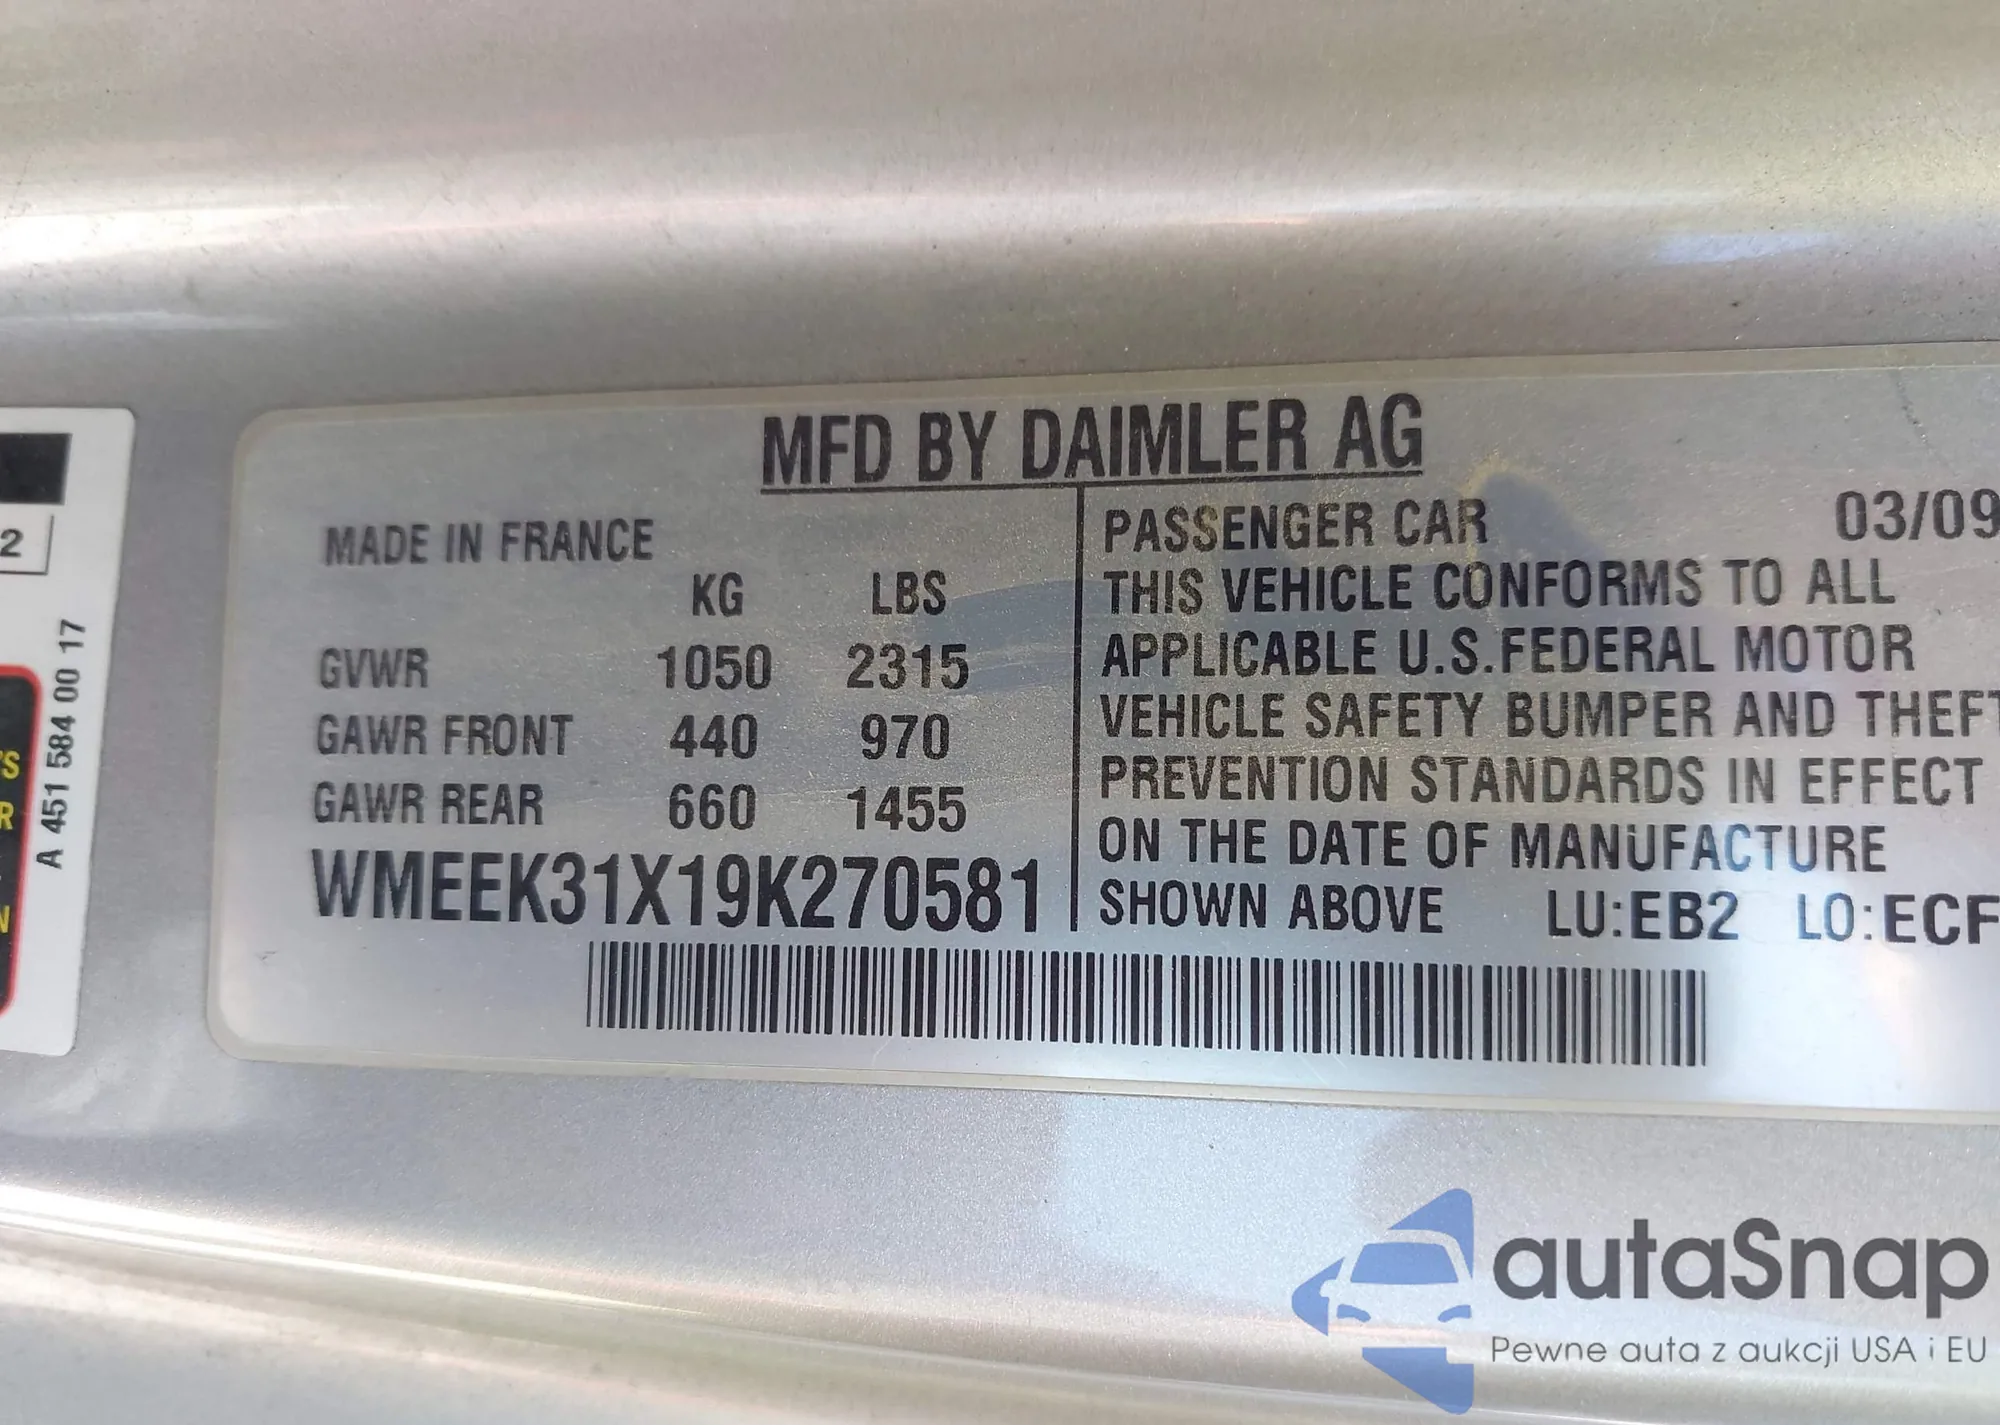 MFD BY DAIMLER AG
MADE IN FRANCE
KG LBS
GVWR 1050 2315
GAWR FRONT 440 970
GAWR REAR 660 1455
WMEEK31X19K270581
PASSENGER CAR 03/09
THIS VEHICLE CONFORMS TO ALL
APPLICABLE U.S.FEDERAL MOTOR
VEHICLE SAFETY BUMPER AND THEFT
PREVENTION STANDARDS IN EFFECT
ON THE DATE OF MANUFACTURE
SHOWN ABOVE LU:EB2 LO:ECF
2
A 451 584 00 17
autaSnap
Pewne auta z aukcji USA i EU